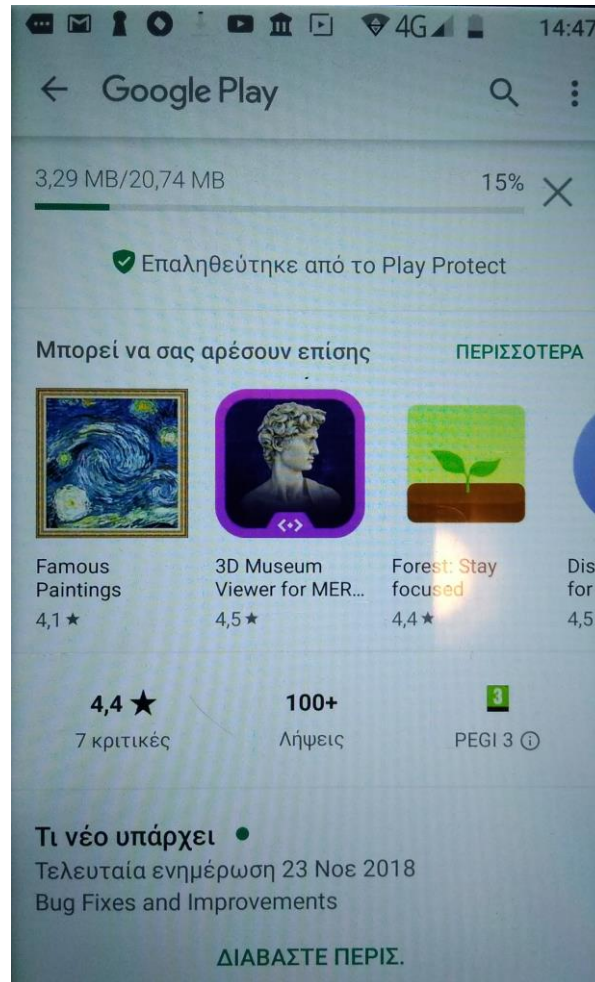 4G 14:47
Google Play
3,29 MB/20,74 MB 15%
Επαληθεύτηκε από το Play Protect
Μπορεί να σας αρέσουν επίσης ΠΕΡΙΣΣΟΤΕΡΑ
Famous 3D Museum Forest: Stay Dis
Paintings Viewer for MER... focused for
4,1 ★ 4,5 ★ 4,4 ★ 4,5
4,4 ★ 100+ 3
7 κριτικές Λήψεις PEGI 3
Τι νέο υπάρχει
Τελευταία ενημέρωση 23 Νοε 2018
Bug Fixes and Improvements
ΔΙΑΒΑΣΤΕ ΠΕΡΙΣ.